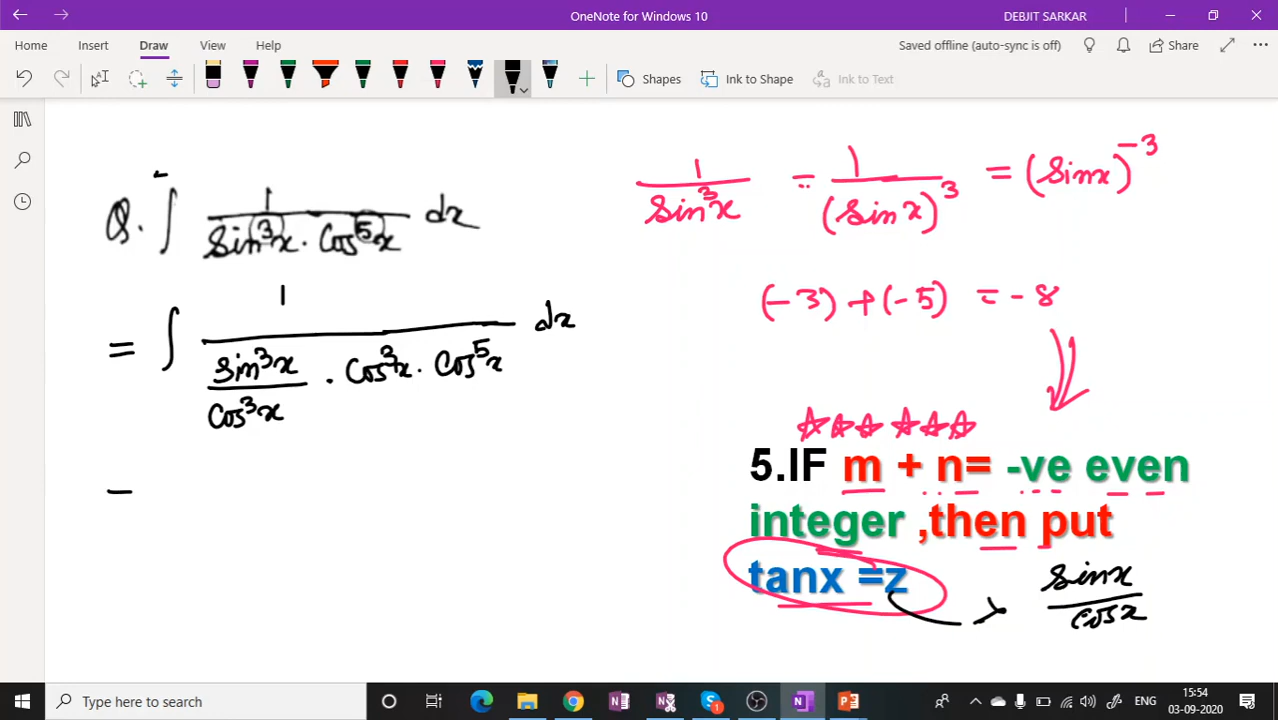 OneNote for Windows 10
DEBJIT SARKAR
Home Insert Draw View Help
Saved offline (auto-sync is off)
Share
Shapes
Ink to Shape
Ink to Text
Q. ∫ 1/(sin³x · cos⁵x) dx
= ∫ 1/((sin³x/cos³x) · cos³x · cos⁵x) dx
=
1/sin³x = 1/(sin x)³ = (sinx)⁻³
(-3) + (-5) = -8
5.IF m + n= -ve even
integer ,then put
tanx =z
sinx/cosx
Type here to search
ENG
15:54
03-09-2020